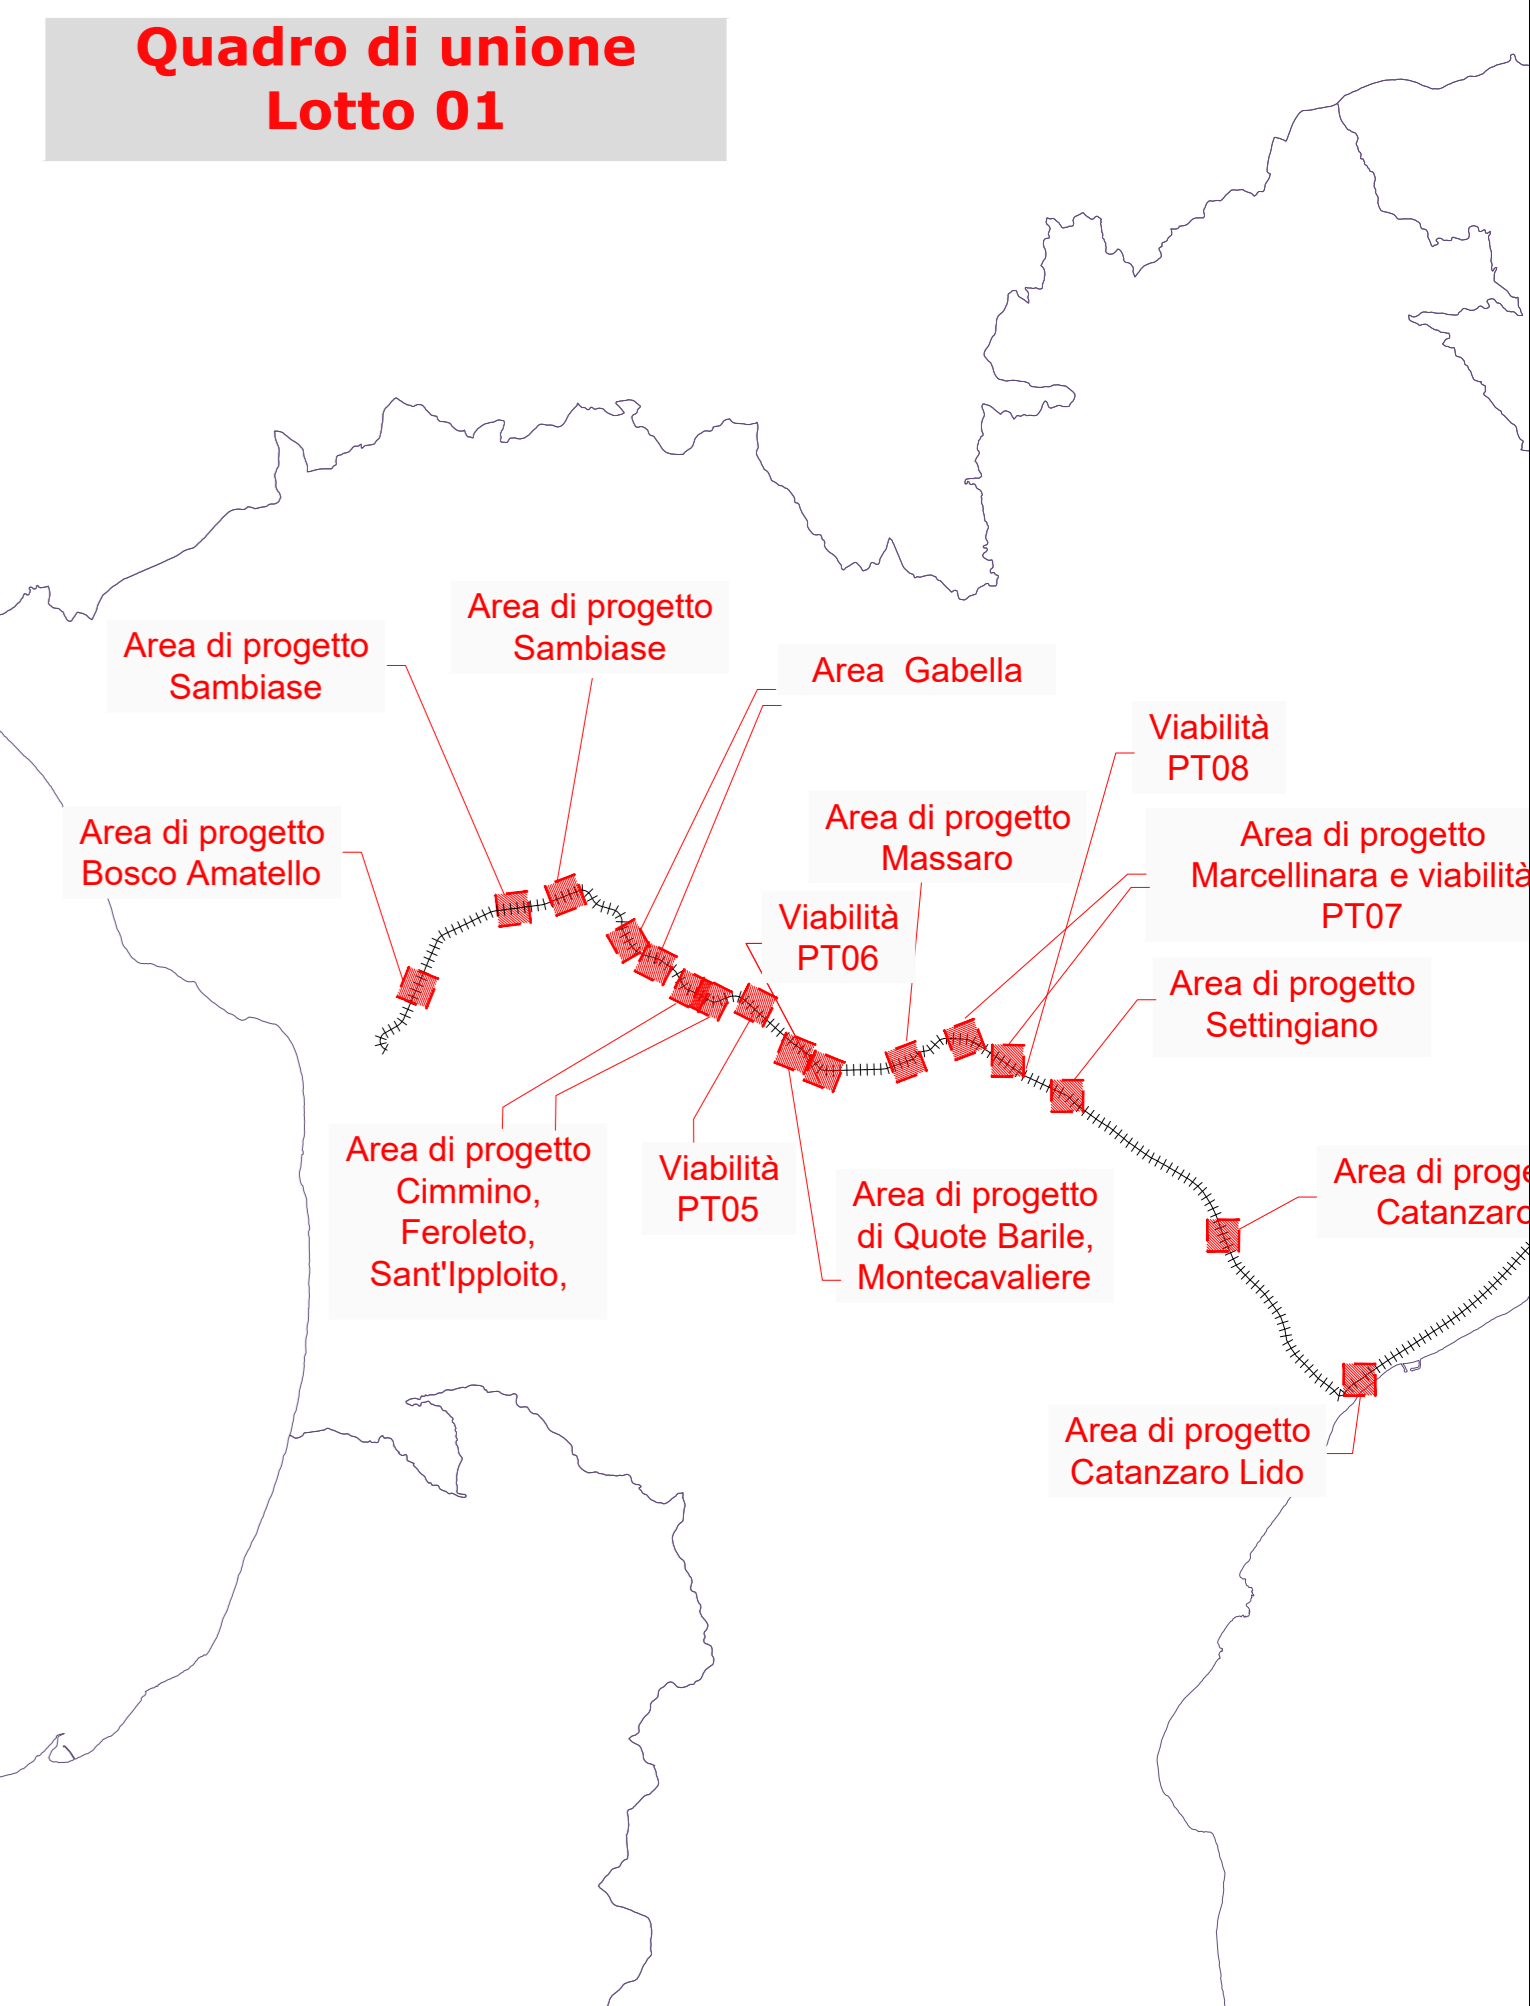 Quadro di unione
Lotto 01
Area di progetto
Sambiase
Area di progetto
Sambiase
Area Gabella
Viabilità
PT08
Area di progetto
Bosco Amatello
Area di progetto
Massaro
Area di progetto
Marcellinara e viabilità
PT07
Viabilità
PT06
Area di progetto
Settingiano
Area di progetto
Cimmino,
Feroleto,
Sant'Ipploito,
Viabilità
PT05
Area di progetto
di Quote Barile,
Montecavaliere
Area di proge
Catanzaro
Area di progetto
Catanzaro Lido